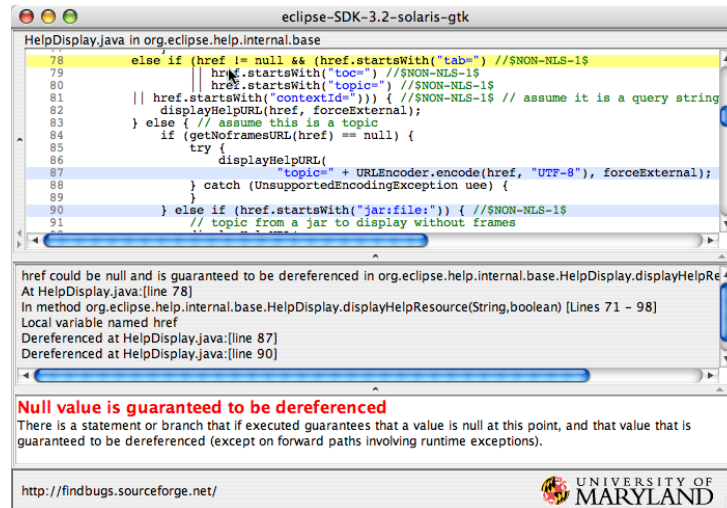 eclipse-SDK-3.2-solaris-gtk
HelpDisplay.java in org.eclipse.help.internal.base
78 else if (href != null && (href.startsWith("tab=") //$NON-NLS-1$
79 || href.startsWith("toc=") //$NON-NLS-1$
80 || href.startsWith("topic=") //$NON-NLS-1$
81 || href.startsWith("contextId="))) { //$NON-NLS-1$ // assume it is a query string
82 displayHelpURL(href, forceExternal);
83 } else { // assume this is a topic
84 if (getNoframesURL(href) == null) {
85 try {
86 displayHelpURL(
87 "topic=" + URLEncoder.encode(href, "UTF-8"), forceExternal);
88 } catch (UnsupportedEncodingException uee) {
89 }
90 } else if (href.startsWith("jar:file:")) { //$NON-NLS-1$
91 // topic from a jar to display without frames
href could be null and is guaranteed to be dereferenced in org.eclipse.help.internal.base.HelpDisplay.displayHelpRe
At HelpDisplay.java:[line 78]
In method org.eclipse.help.internal.base.HelpDisplay.displayHelpResource(String,boolean) [Lines 71 - 98]
Local variable named href
Dereferenced at HelpDisplay.java:[line 87]
Dereferenced at HelpDisplay.java:[line 90]
Null value is guaranteed to be dereferenced
There is a statement or branch that if executed guarantees that a value is null at this point, and that value that is
guaranteed to be dereferenced (except on forward paths involving runtime exceptions).
http://findbugs.sourceforge.net/
UNIVERSITY OF
MARYLAND